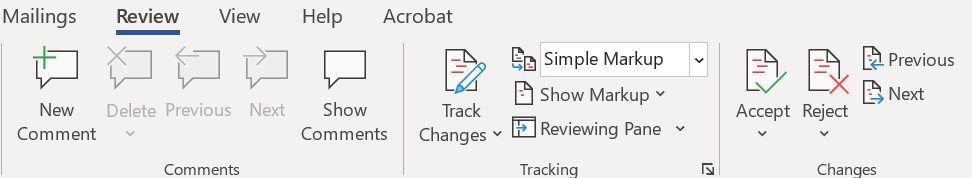 Mailings Review View Help Acrobat
New Comment
Delete
Previous
Next
Show Comments
Comments
Track Changes
Simple Markup
Show Markup
Reviewing Pane
Tracking
Accept
Reject
Previous
Next
Changes